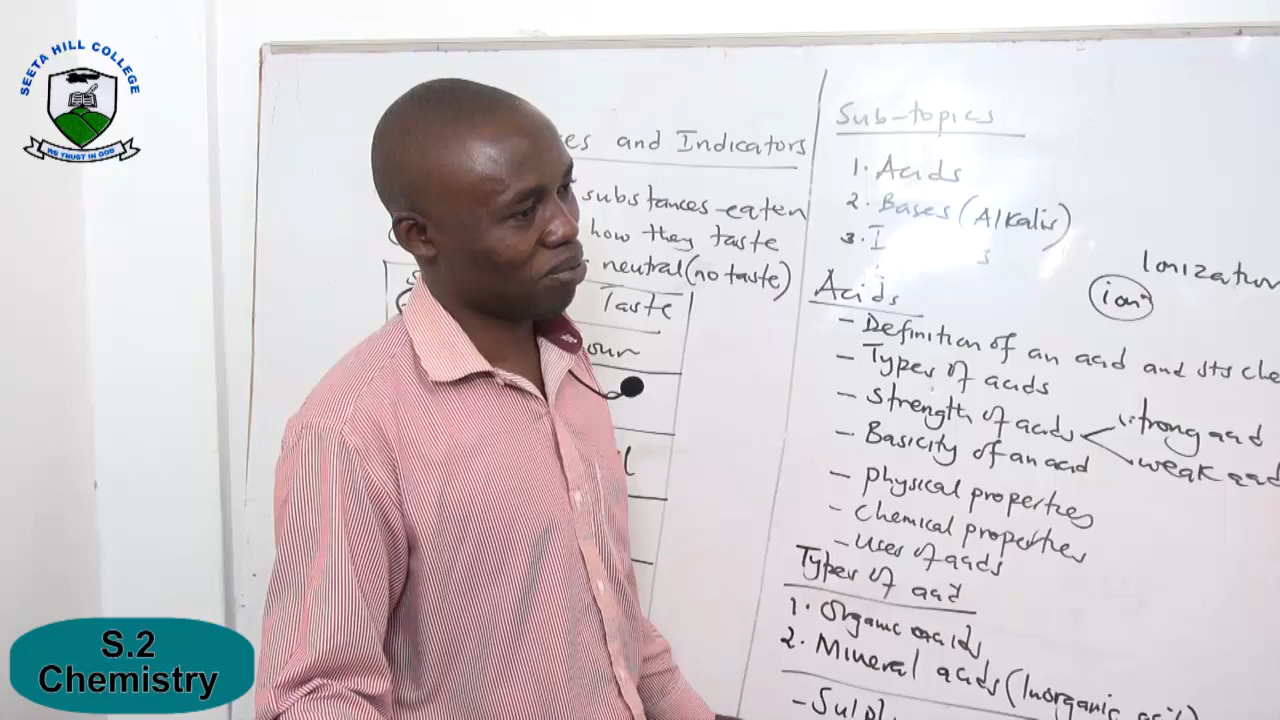 SEETA HILL COLLEGE
WE TRUST IN GOD
es and Indicators
substances eaten
how they taste
neutral (no taste)
Taste
our
Sub-topics
1. Acids
2. Bases (Alkalis)
3. I
Ionization
ion
Acids
- Definition of an acid and its che
- Types of acids
- Strength of acids
strong acid
weak acid
- Basicity of an acid
- physical properties
- chemical properties
- Uses of acids
Types of acid
1. Organic acids
2. Mineral acids (Inorganic acid)
- Sulp
S.2
Chemistry